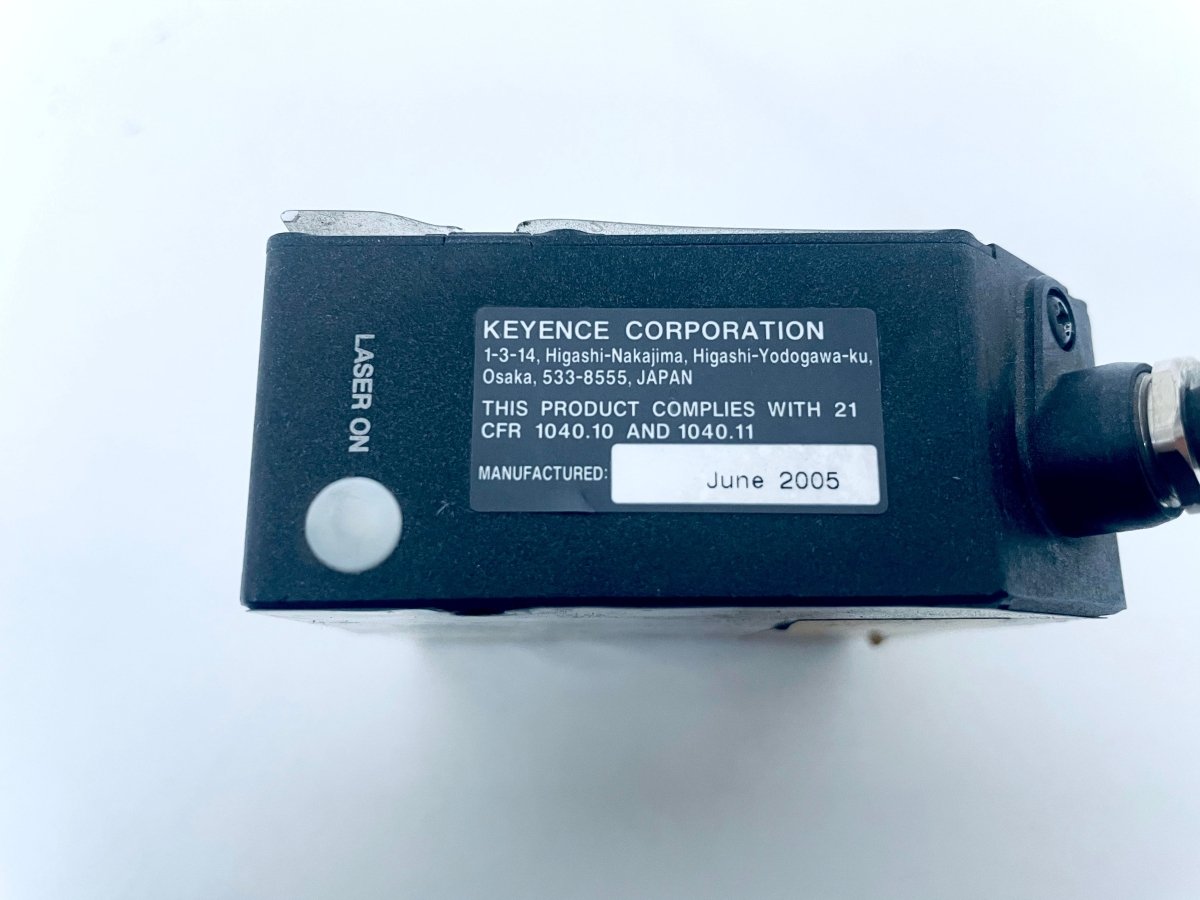 LASER ON
KEYENCE CORPORATION
1-3-14, Higashi-Nakajima, Higashi-Yodogawa-ku,
Osaka, 533-8555, JAPAN
THIS PRODUCT COMPLIES WITH 21
CFR 1040.10 AND 1040.11
MANUFACTURED: June 2005